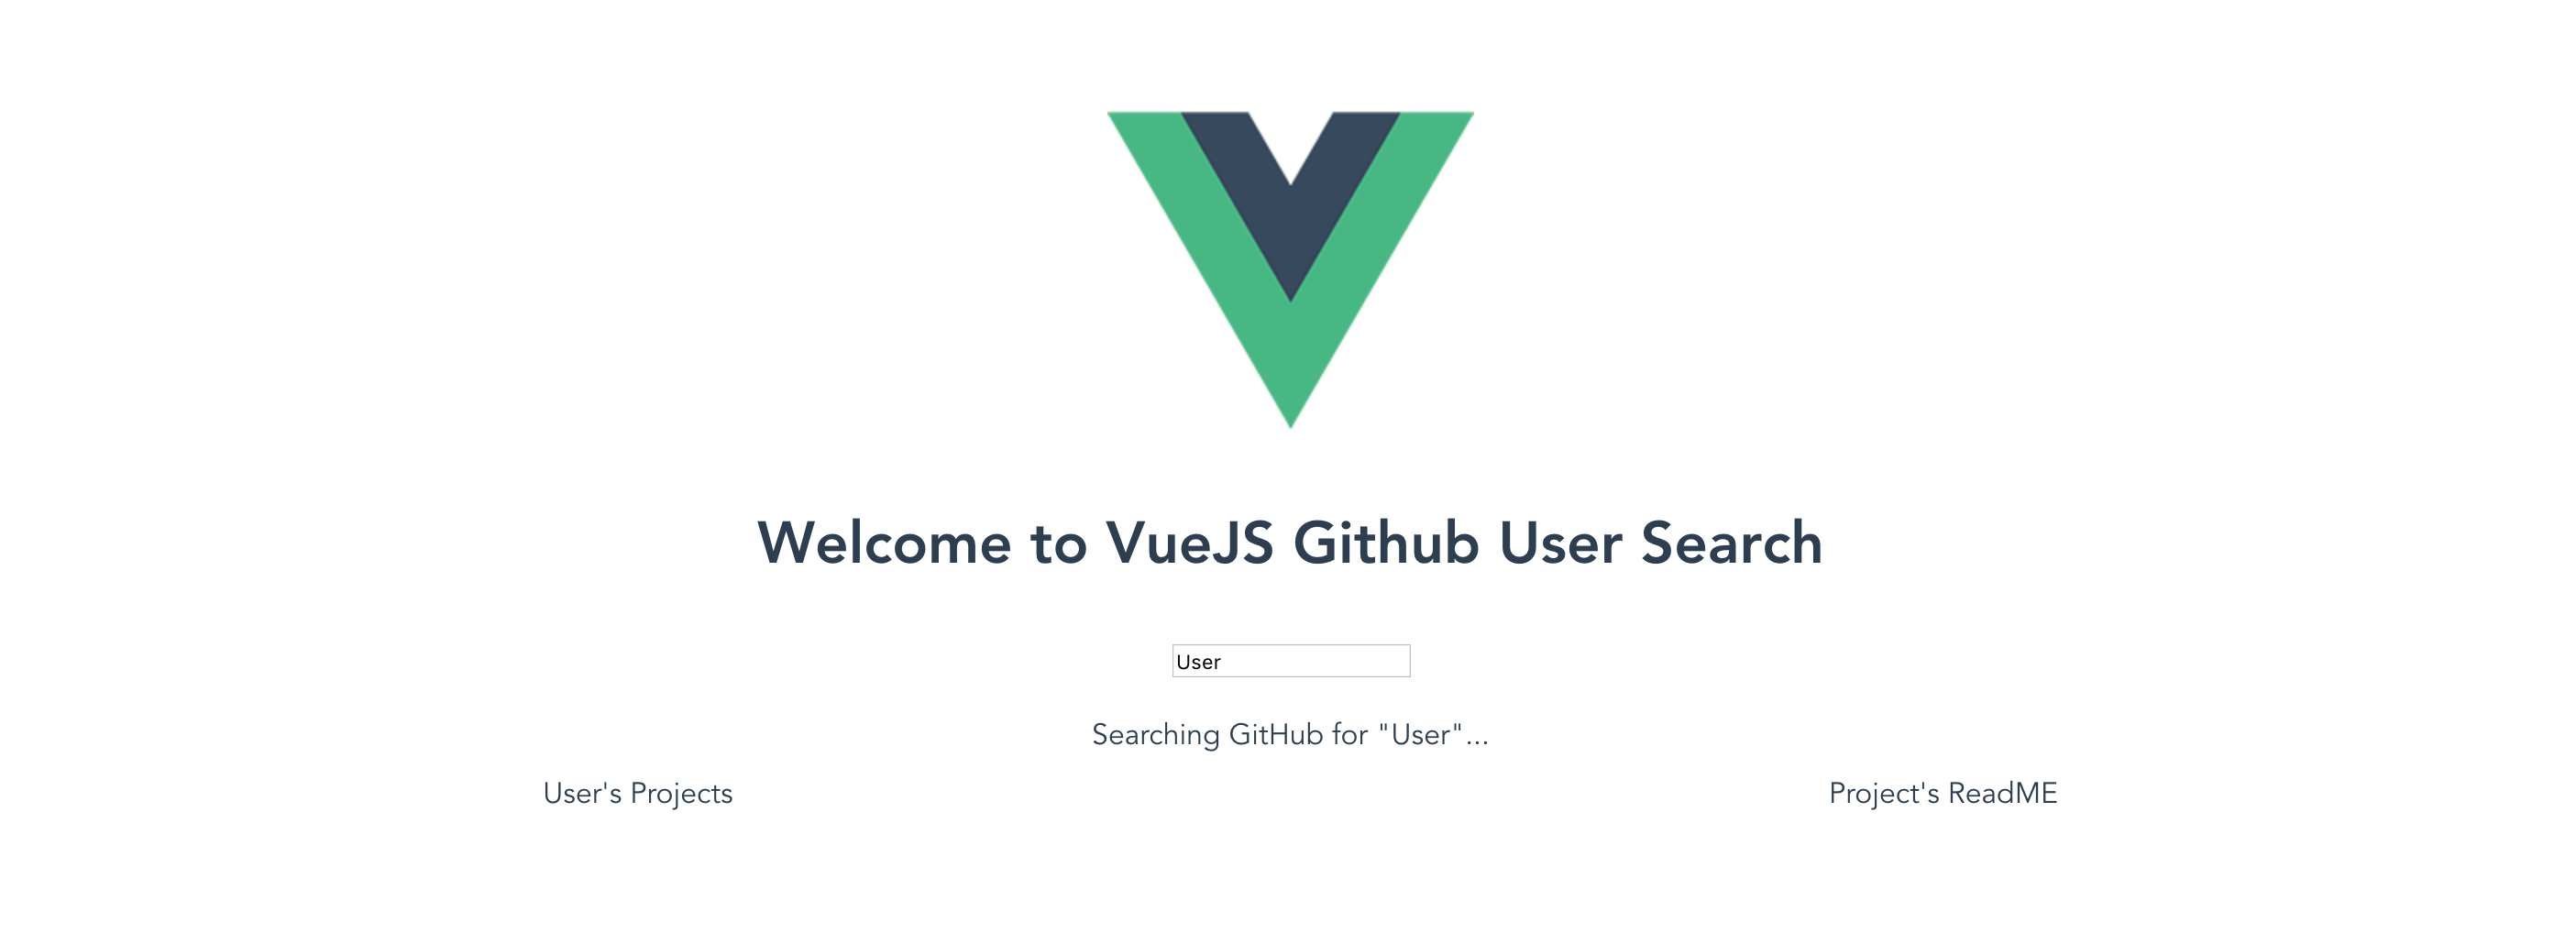 Welcome to VueJS Github User Search
User
Searching GitHub for "User"...
User's Projects
Project's ReadME